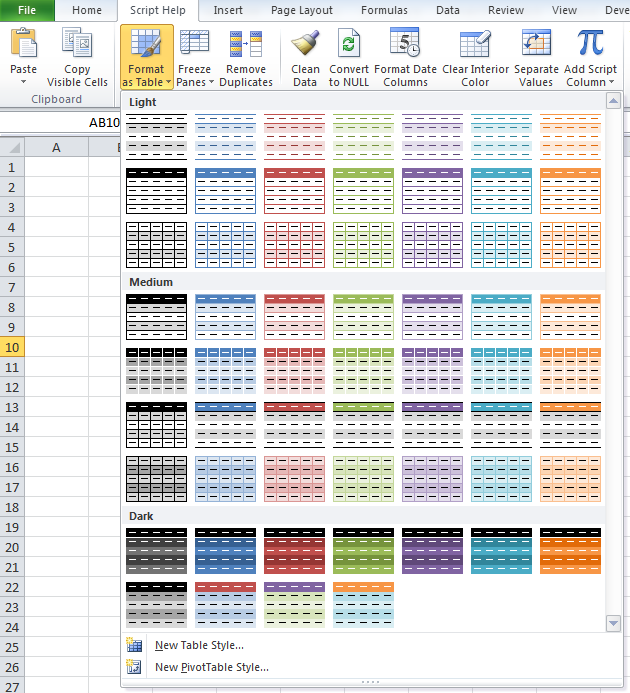 File Home Script Help Insert Page Layout Formulas Data Review View Deve
Paste Copy Visible Cells Format as Table Freeze Panes Remove Duplicates Clean Data Convert to NULL Format Date Columns Clear Interior Color Separate Values Add Script Column
Clipboard
AB10
Light
A
1
2
3
4
5
6
Medium
7
8
9
10
11
12
13
14
15
16
17
18
Dark
19
20
21
22
23
24
25 New Table Style...
26 New PivotTable Style...
27